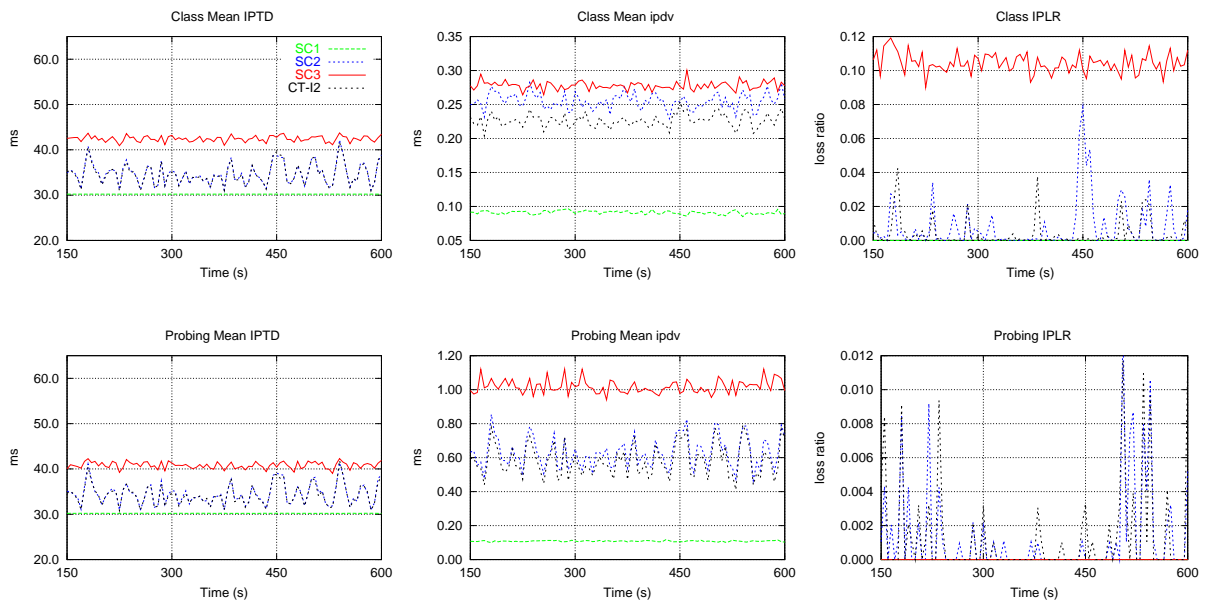 Class Mean IPTD
Class Mean ipdv
Class IPLR
60.0
50.0
40.0
30.0
20.0
ms
SC1
SC2
SC3
CT-I2
150
300
450
600
Time (s)
0.35
0.30
0.25
0.20
0.15
0.10
0.05
ms
150
300
450
600
Time (s)
0.12
0.10
0.08
0.06
0.04
0.02
0.00
loss ratio
150
300
450
600
Time (s)
Probing Mean IPTD
Probing Mean ipdv
Probing IPLR
60.0
50.0
40.0
30.0
20.0
ms
150
300
450
600
Time (s)
1.20
1.00
0.80
0.60
0.40
0.20
0.00
ms
150
300
450
600
Time (s)
0.012
0.010
0.008
0.006
0.004
0.002
0.000
loss ratio
150
300
450
600
Time (s)